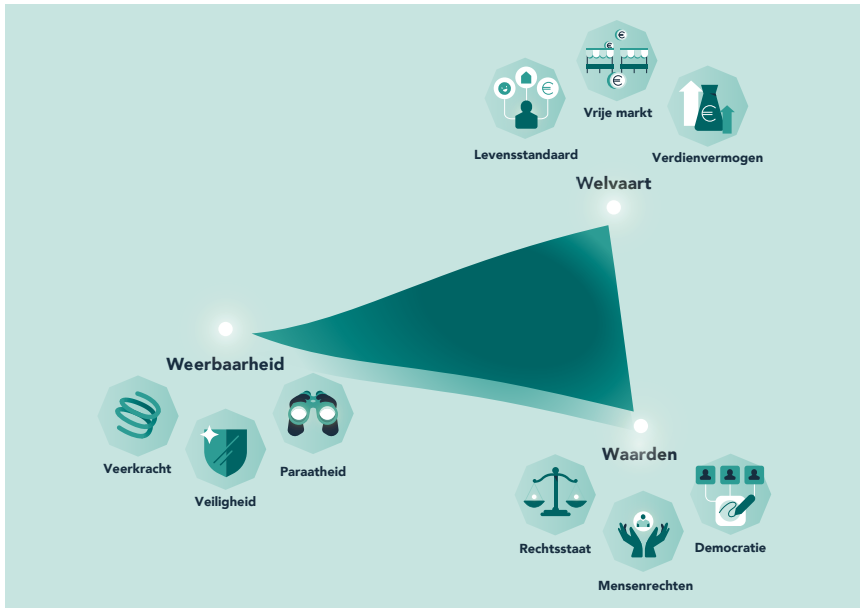 Vrije markt
Levensstandaard
Verdienvermogen
Welvaart
Weerbaarheid
Veerkracht
Paraatheid
Veiligheid
Waarden
Rechtsstaat
Democratie
Mensenrechten